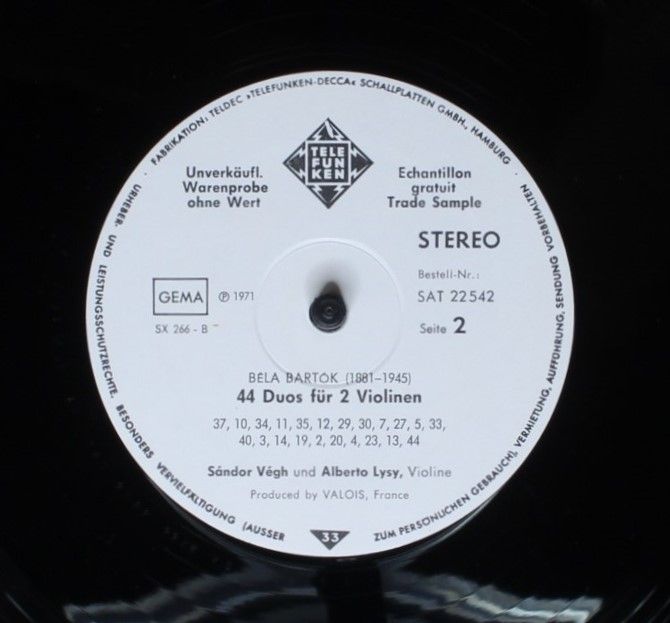 · FABRIKATION: TELDEC »TELEFUNKEN-DECCA« SCHALLPLATTEN GMBH., HAMBURG ·
URHEBER- UND LEISTUNGSSCHUTZRECHTE, BESONDERS VERVIELFÄLTIGUNG (AUSSER
ZUM PERSÖNLICHEN GEBRAUCH), VERMIETUNG, AUFFÜHRUNG, SENDUNG VORBEHALTEN
TELE
FUN
KEN
Unverkäufl.
Warenprobe
ohne Wert
Echantillon
gratuit
Trade Sample
STEREO
Bestell-Nr.:
SAT 22542
Seite 2
GEMA
℗ 1971
SX 266 - B
BÉLA BARTÓK (1881–1945)
44 Duos für 2 Violinen
37, 10, 34, 11, 35, 12, 29, 30, 7, 27, 5, 33,
40, 3, 14, 19, 2, 20, 4, 23, 13, 44
Sándor Végh und Alberto Lysy, Violine
Produced by VALOIS, France
33